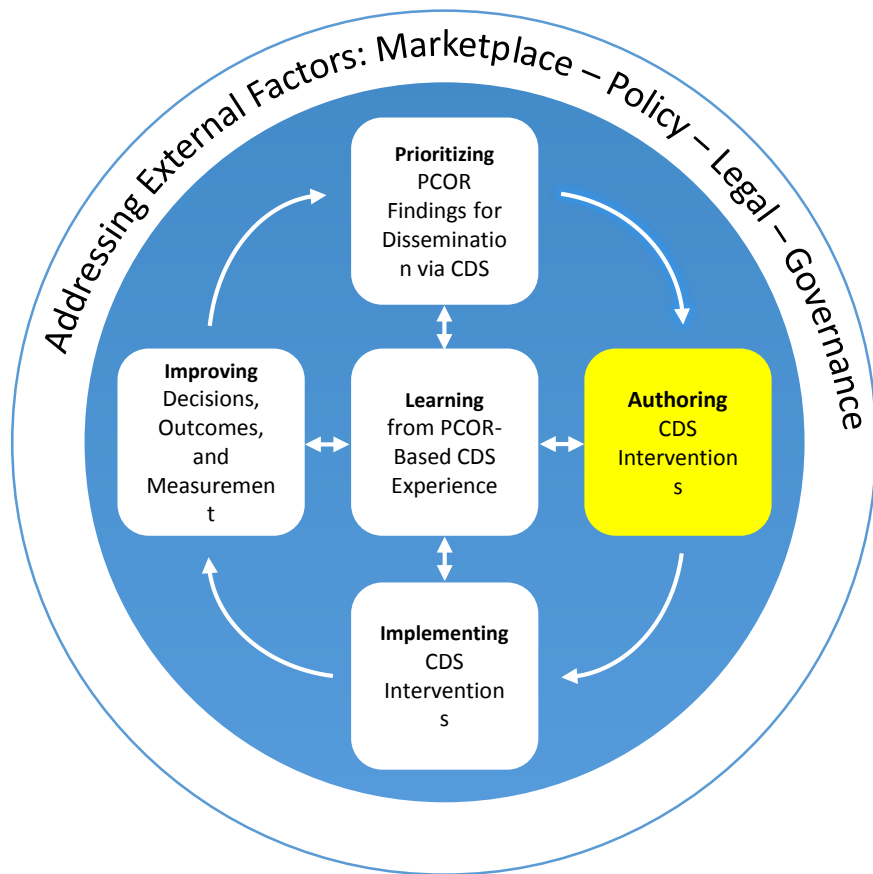 Addressing External Factors: Marketplace – Policy – Legal – Governance
Prioritizing
PCOR
Findings for
Disseminatio
n via CDS
Improving
Decisions,
Outcomes,
and
Measuremen
t
Learning
from PCOR-
Based CDS
Experience
Authoring
CDS
Intervention
s
Implementing
CDS
Intervention
s